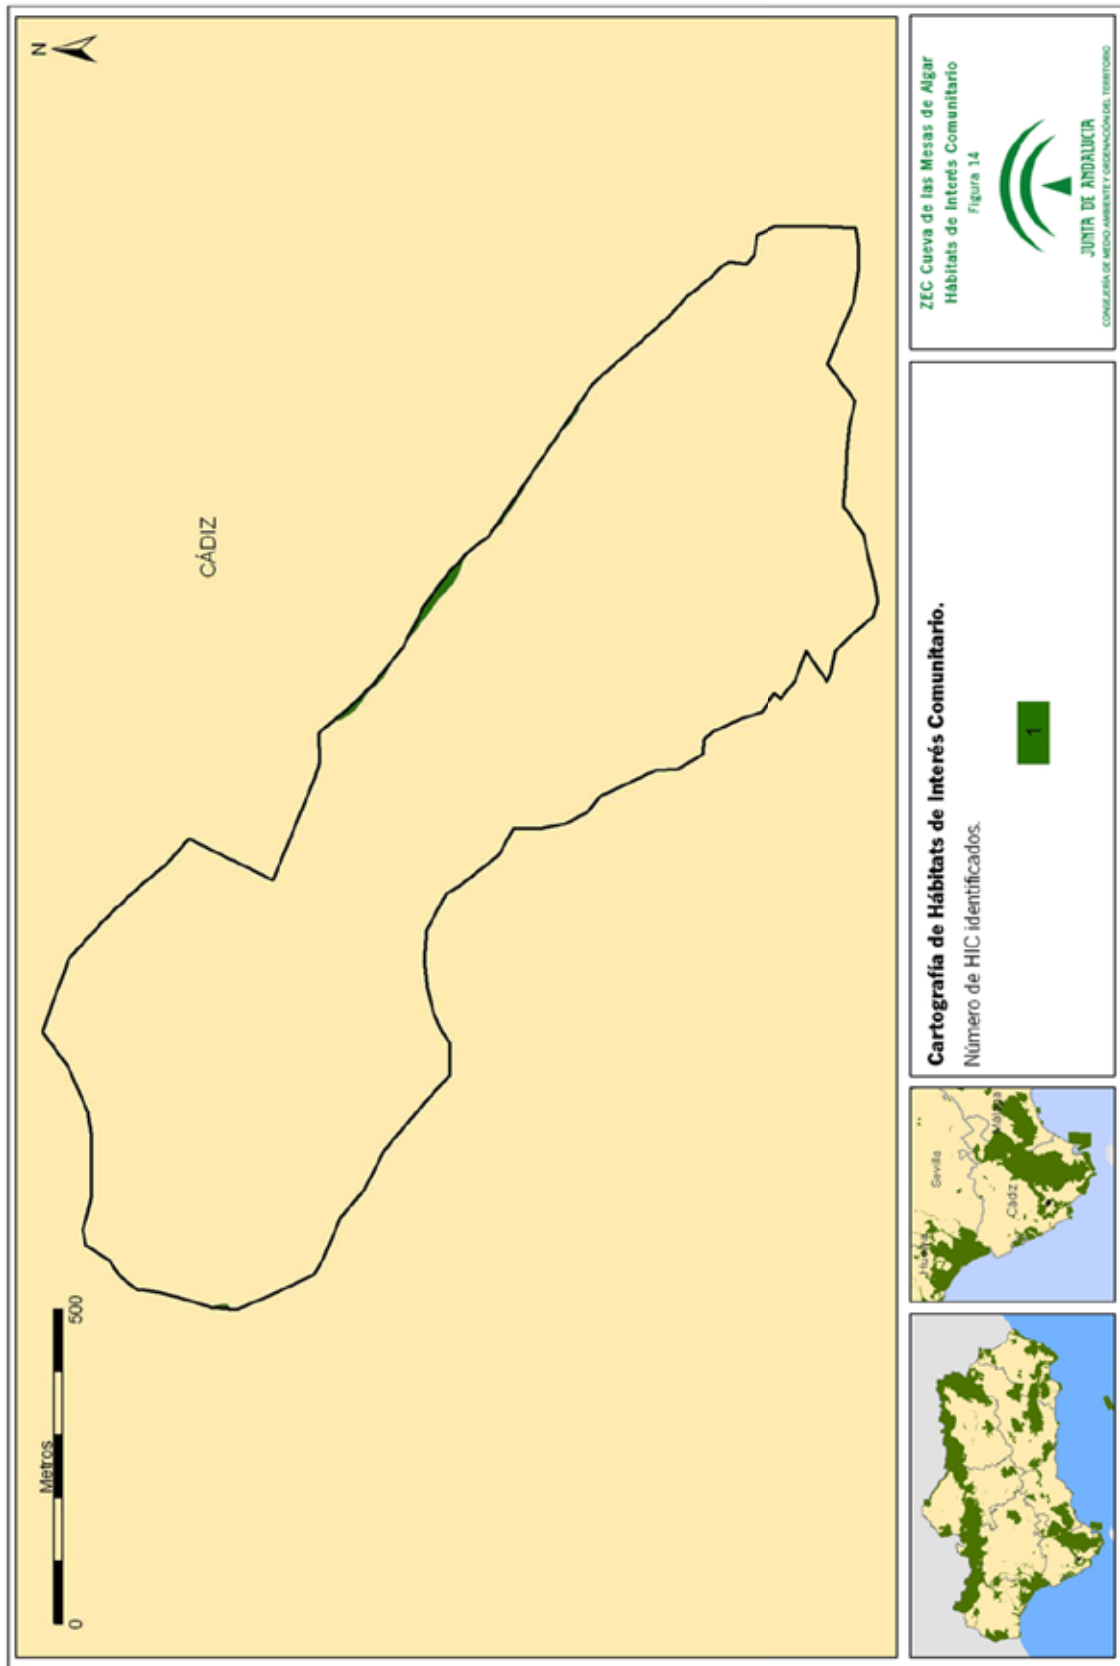 N
CÁDIZ
Metros
0
500
Sevilla
Huelva
Cádiz
Málaga
Cartografía de Hábitats de Interés Comunitario.
Número de HIC identificados.
1
ZEC Cueva de las Mesas de Algar
Hábitats de Interés Comunitario
Figura 14
JUNTA DE ANDALUCIA
CONSEJERÍA DE MEDIO AMBIENTE Y ORDENACIÓN DEL TERRITORIO